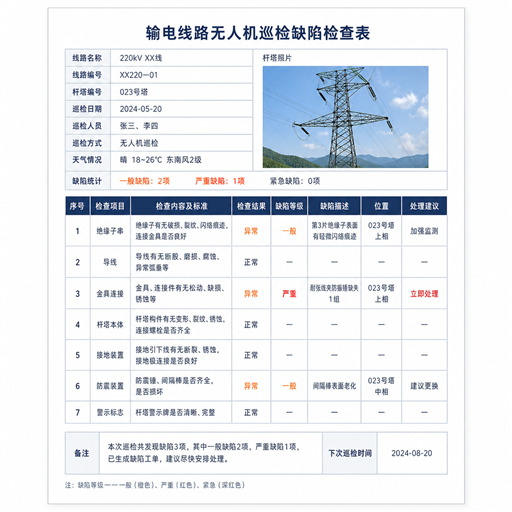 输电线路无人机巡检缺陷检查表
线路名称 220kV XX线 杆塔照片
线路编号 XX220—01
杆塔编号 023号塔
巡检日期 2024-05-20
巡检人员 张三、李四
巡检方式 无人机巡检
天气情况 晴 18~26℃ 东南风2级
缺陷统计 一般缺陷：2项 严重缺陷：1项 紧急缺陷：0项
序号 检查项目 检查内容及标准 检查结果 缺陷等级 缺陷描述 位置 处理建议
1 绝缘子串 绝缘子有无破损、裂纹、闪络痕迹， 异常 一般 第3片绝缘子表面 023号塔 加强监测
连接金具是否良好 有轻微闪络痕迹 上相
2 导线 导线有无断股、磨损、腐蚀、 正常 — — — —
异常弧垂等
3 金具连接 金具、连接件有无松动、缺损、 异常 严重 耐张线夹防振锤缺失 023号塔 立即处理
锈蚀等 1组 上相
4 杆塔本体 杆塔构件有无变形、裂纹、锈蚀， 正常 — — — —
连接螺栓是否齐全
5 接地装置 接地引下线有无断裂、锈蚀， 正常 — — — —
接地极连接是否良好
6 防震装置 防震锤、间隔棒是否齐全， 异常 一般 间隔棒表面老化 023号塔 建议更换
是否损坏 中相
7 警示标志 杆塔警示牌是否清晰、完整 正常 — — — —
备注 本次巡检共发现缺陷3项，其中一般缺陷2项，严重缺陷1项， 下次巡检时间 2024-08-20
已生成缺陷工单，建议尽快安排处理。
注：缺陷等级一一一般（橙色）、严重（红色）、紧急（深红色）